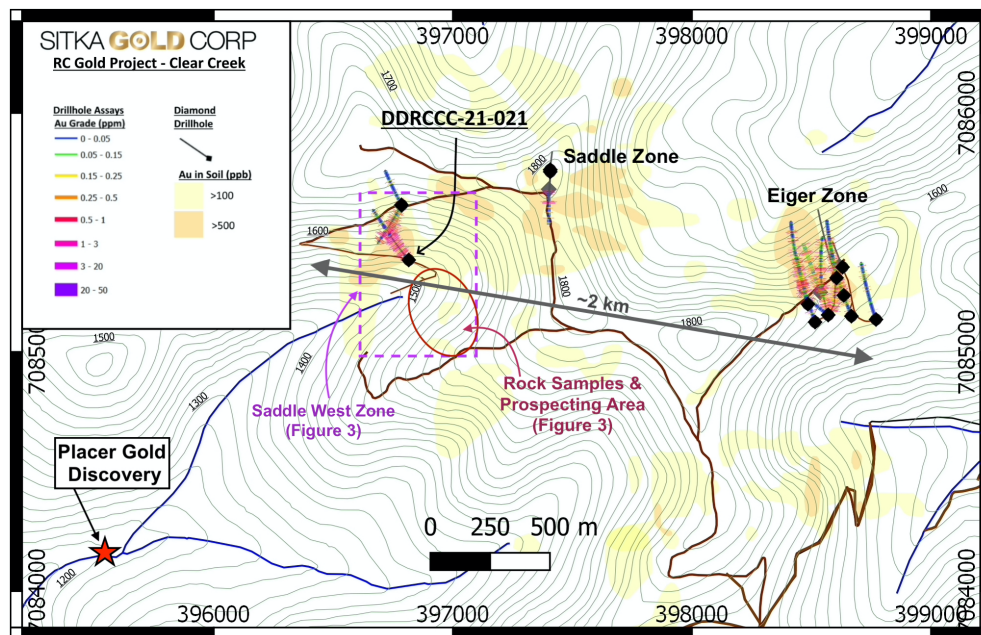 SITKA GOLD CORP
RC Gold Project - Clear Creek
Drillhole Assays
Au Grade (ppm)
0 - 0.05
0.05 - 0.15
0.15 - 0.25
0.25 - 0.5
0.5 - 1
1 - 3
3 - 20
20 - 50
Diamond
Drillhole
Au in Soil (ppb)
>100
>500
397000
398000
399000
7086000
1700
DDRCCC-21-021
1800
Saddle Zone
Eiger Zone
1600
1600
1500
1800
~2 km
1800
7085000
7085000
1500
1400
1300
Saddle West Zone
(Figure 3)
Rock Samples &
Prospecting Area
(Figure 3)
Placer Gold
Discovery
0 250 500 m
1200
7084000
7084000
396000
397000
398000
399000